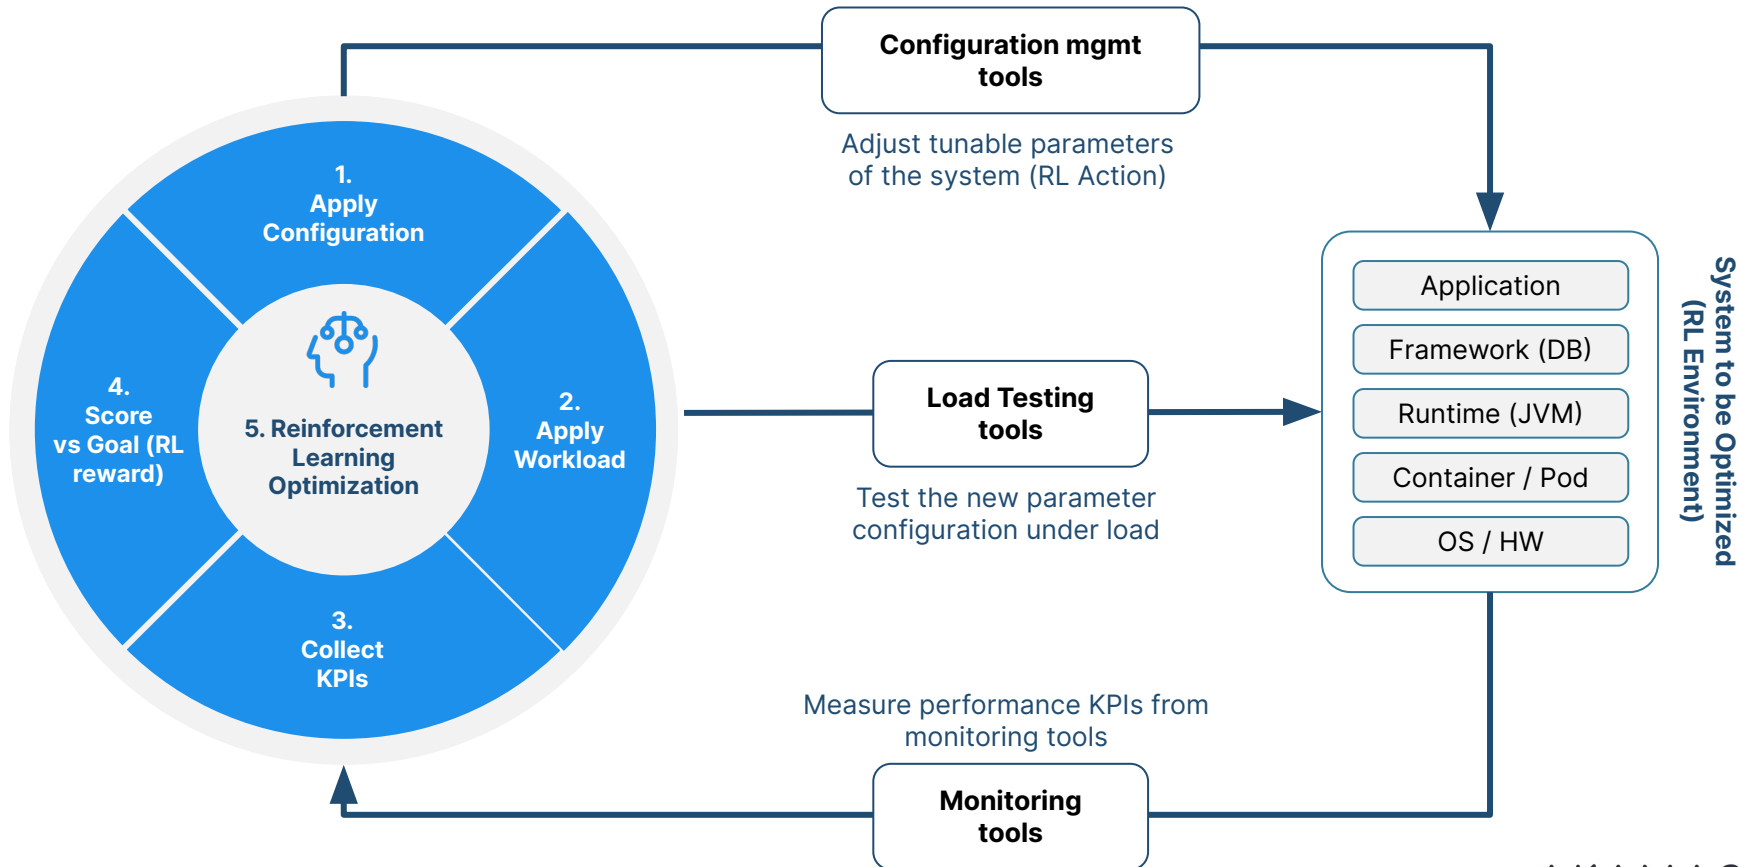 Configuration mgmt
tools
Adjust tunable parameters
of the system (RL Action)
1.
Apply
Configuration
2.
Apply
Workload
3.
Collect
KPIs
4.
Score
vs Goal (RL
reward)
5. Reinforcement
Learning
Optimization
Load Testing
tools
Test the new parameter
configuration under load
Application
Framework (DB)
Runtime (JVM)
Container / Pod
OS / HW
System to be Optimized
(RL Environment)
Measure performance KPIs from
monitoring tools
Monitoring
tools